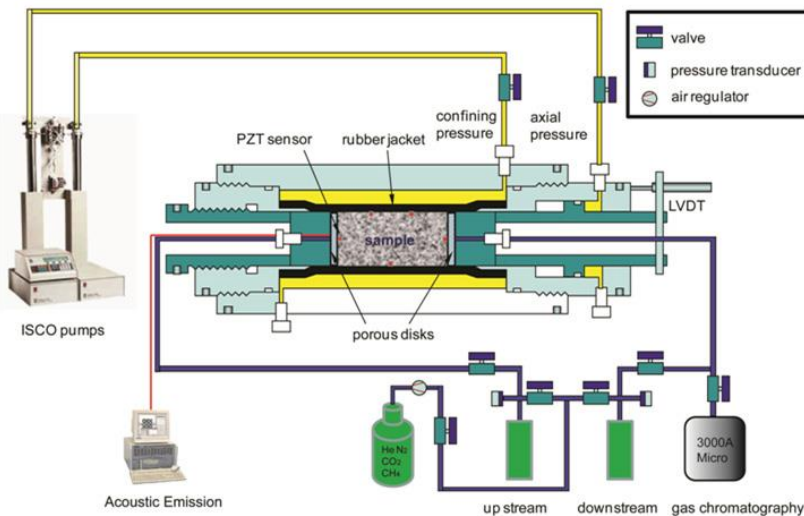 valve
pressure transducer
air regulator
confining
pressure
axial
pressure
PZT sensor
rubber jacket
LVDT
sample
ISCO pumps
porous disks
He N₂
CO₂
CH₄
3000A
Micro
Acoustic Emission
up stream
downstream
gas chromatography